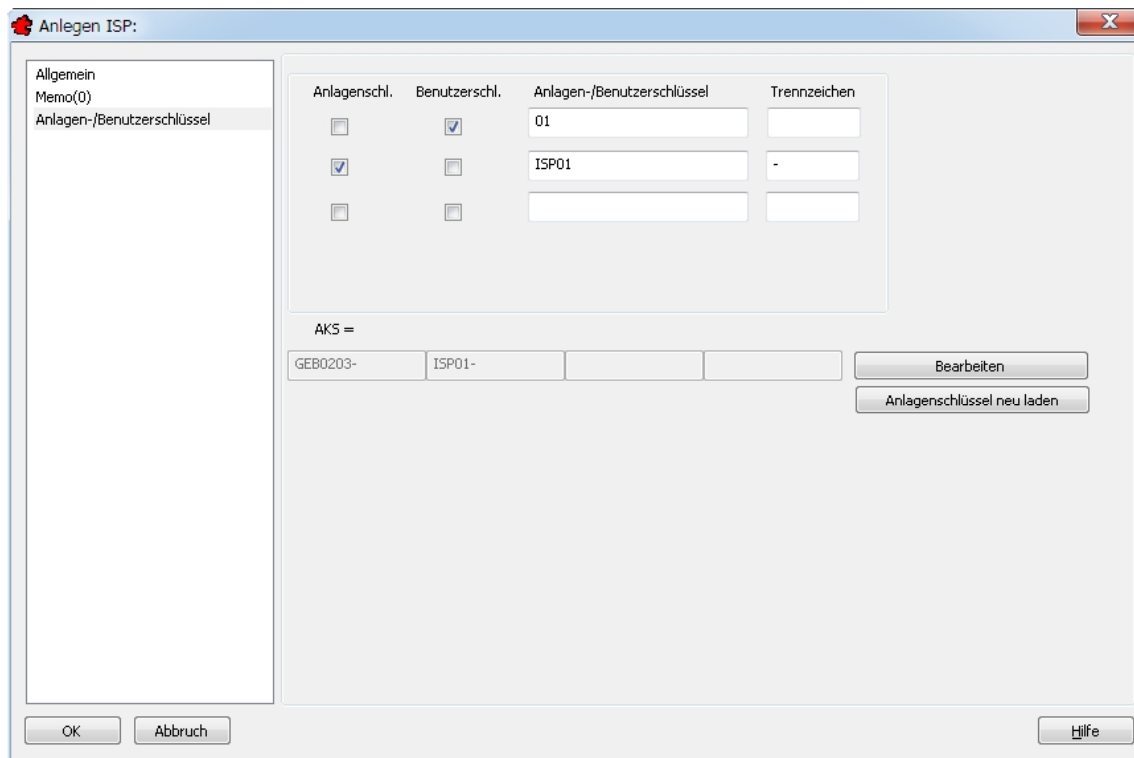 Anlegen ISP:
Allgemein
Memo(0)
Anlagen-/Benutzerschlüssel
Anlagenschl. Benutzerschl. Anlagen-/Benutzerschlüssel Trennzeichen
01
ISP01 -
AKS =
GEB0203- ISP01-
Bearbeiten
Anlagenschlüssel neu laden
OK Abbruch Hilfe